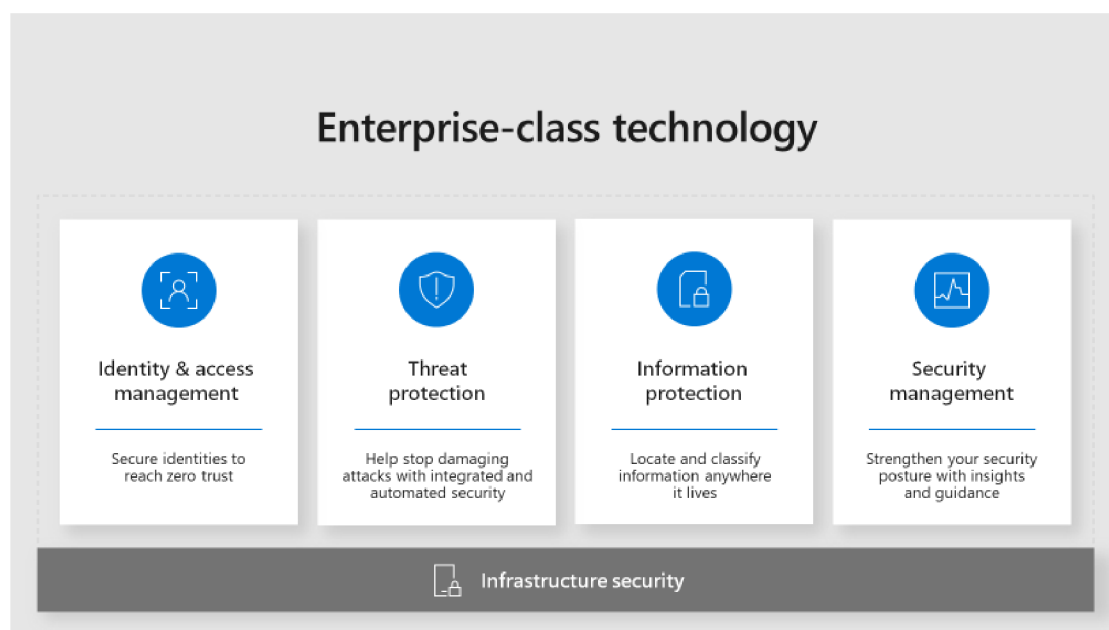 Enterprise-class technology
Identity & access
management
Secure identities to
reach zero trust
Threat
protection
Help stop damaging
attacks with integrated and
automated security
Information
protection
Locate and classify
information anywhere
it lives
Security
management
Strengthen your security
posture with insights
and guidance
Infrastructure security